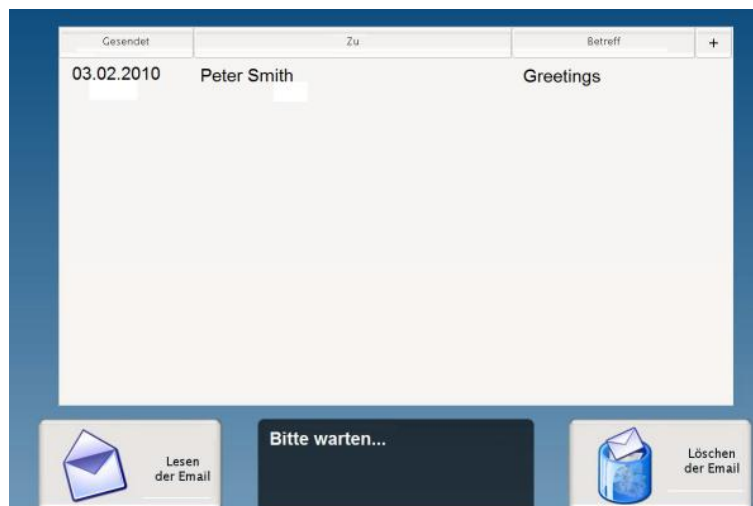 Gesendet Zu Betreff +
03.02.2010 Peter Smith Greetings
Bitte warten...
Lesen
der Email
Löschen
der Email